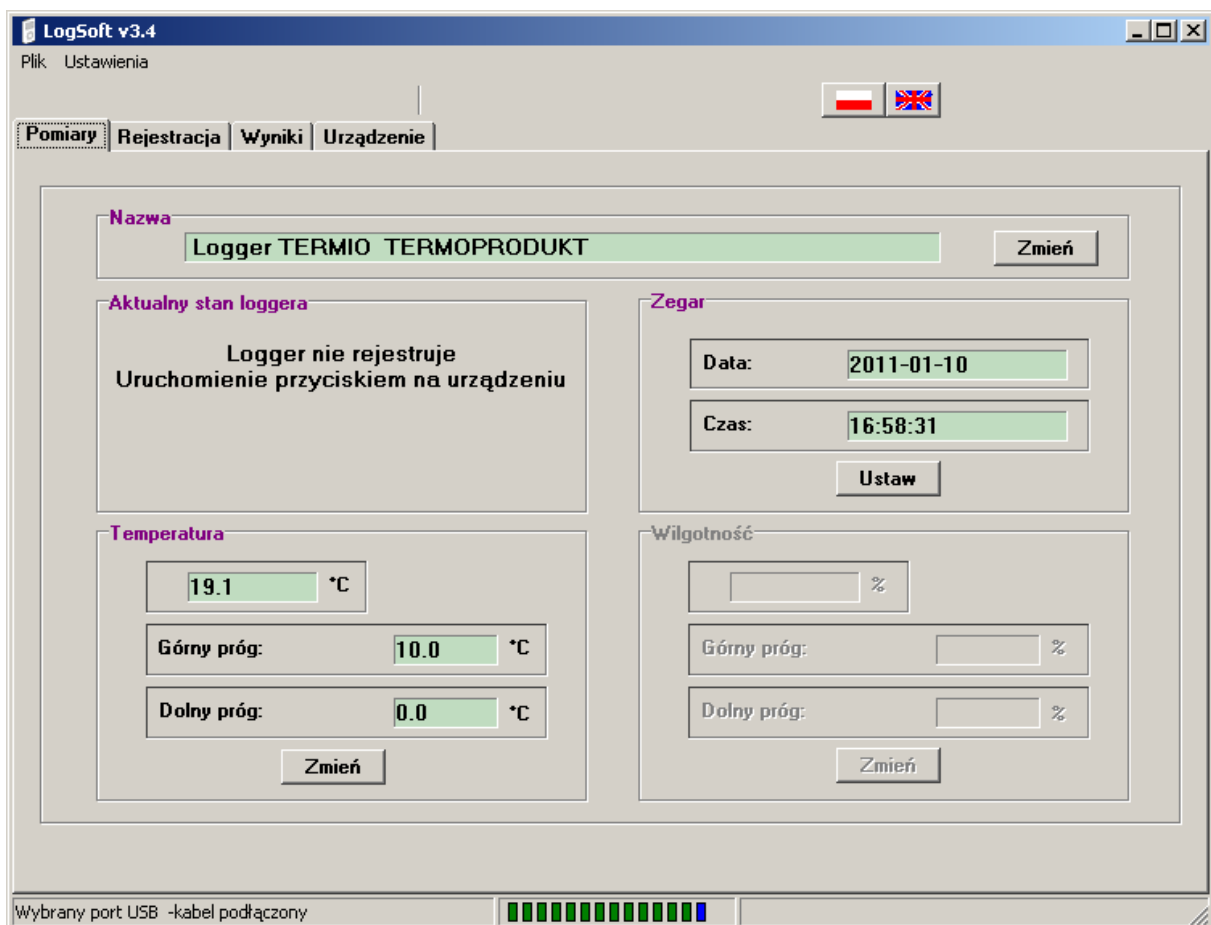 LogSoft v3.4
Plik Ustawienia
Pomiary Rejestracja Wyniki Urządzenie
Nazwa
Logger TERMIO TERMOPRODUKT
Zmień
Aktualny stan loggera
Logger nie rejestruje
Uruchomienie przyciskiem na urządzeniu
Zegar
Data: 2011-01-10
Czas: 16:58:31
Ustaw
Temperatura
19.1 °C
Górny próg: 10.0 °C
Dolny próg: 0.0 °C
Zmień
Wilgotność
%
Górny próg: %
Dolny próg: %
Zmień
Wybrany port USB -kabel podłączony